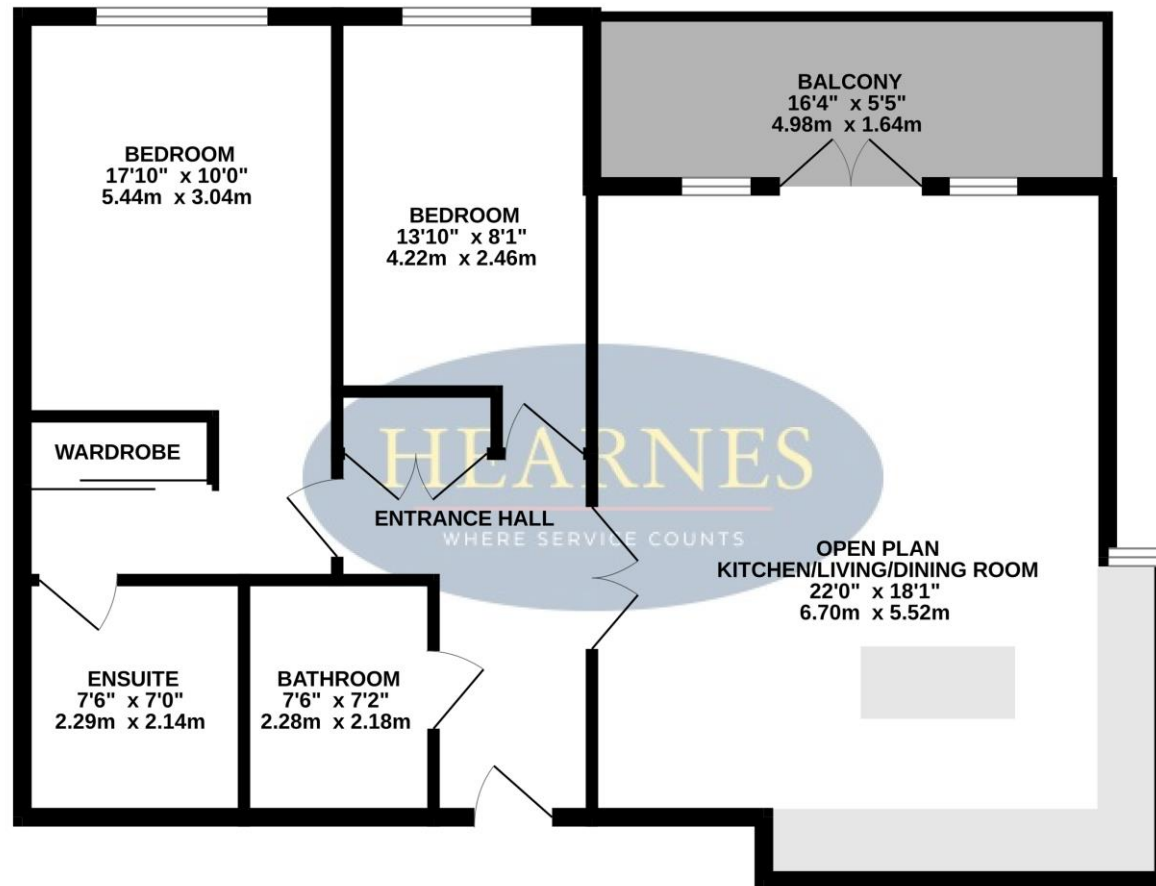 BALCONY
16'4" x 5'5"
4.98m x 1.64m
BEDROOM
17'10" x 10'0"
5.44m x 3.04m
BEDROOM
13'10" x 8'1"
4.22m x 2.46m
WARDROBE
HEARNES
ENTRANCE HALL
WHERE SERVICE COUNTS
OPEN PLAN
KITCHEN/LIVING/DINING ROOM
22'0" x 18'1"
6.70m x 5.52m
ENSUITE
7'6" x 7'0"
2.29m x 2.14m
BATHROOM
7'6" x 7'2"
2.28m x 2.18m